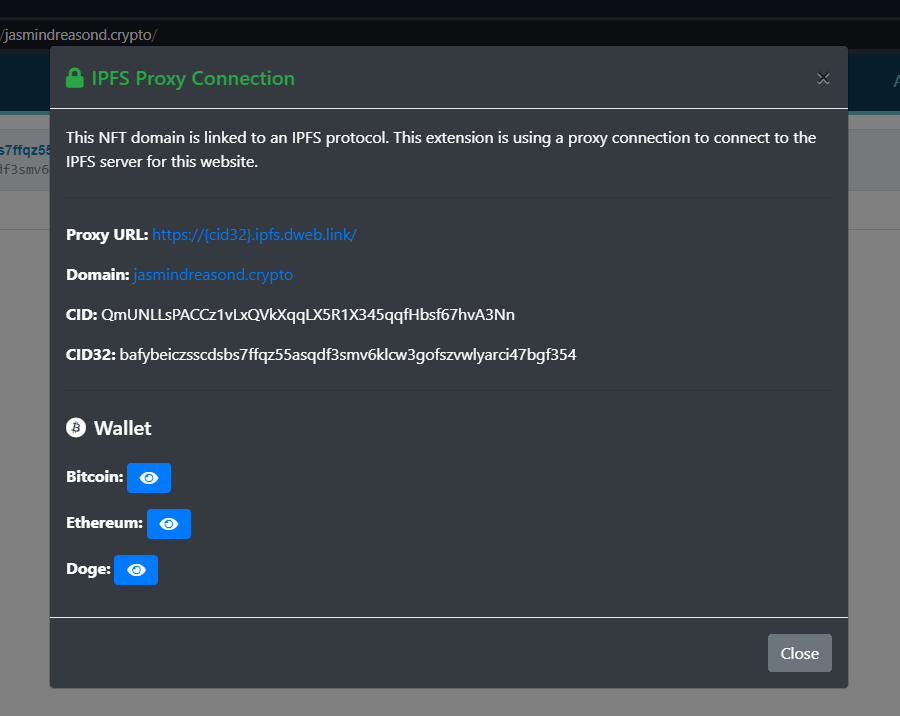 /jasmindreasond.crypto/
IPFS Proxy Connection
×
This NFT domain is linked to an IPFS protocol. This extension is using a proxy connection to connect to the
IPFS server for this website.
s7ffqz55
df3smv6
Proxy URL: https://{cid32}.ipfs.dweb.link/
Domain: jasmindreasond.crypto
CID: QmUNLLsPACCz1vLxQVkXqqLX5R1X345qqfHbsf67hvA3Nn
CID32: bafybeiczsscdsbs7ffqz55asqdf3smv6klcw3gofszvwlyarci47bgf354
Wallet
Bitcoin:
Ethereum:
Doge:
Close